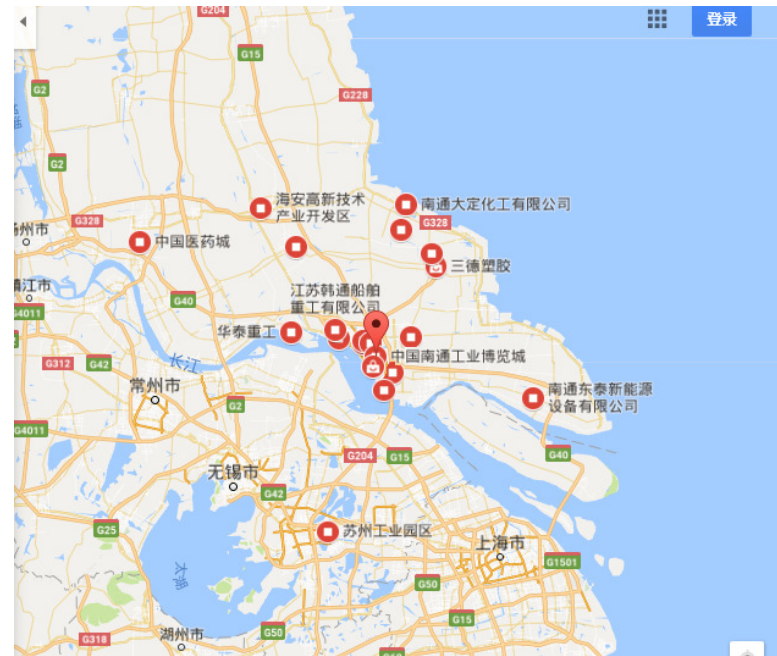 G204
登录
G15
G2
G228
G2
海安高新技术
产业开发区
南通大定化工有限公司
G328
G328
扬州市
中国医药城
三德塑胶
镇江市
江苏韩通船舶
重工有限公司
G40
G4011
华泰重工
G312
G42
长江
中国南通工业博览城
常州市
南通东泰新能源
设备有限公司
G2
G4011
G204
G15
G40
无锡市
G42
G25
苏州工业园区
上海市
G1501
太湖
G50
G15
湖州市
G50
G318